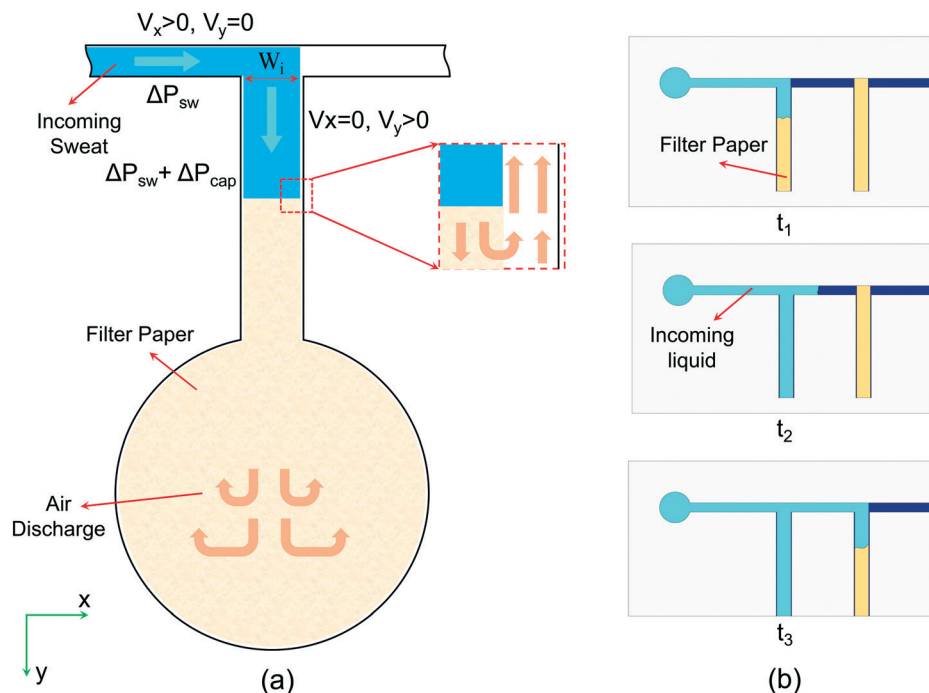 Vx>0, Vy=0
Wi
ΔPsw
Incoming
Sweat
Vx=0, Vy>0
ΔPsw+ ΔPcap
Filter Paper
Air
Discharge
x
y
(a)
Filter Paper
t1
Incoming
liquid
t2
t3
(b)